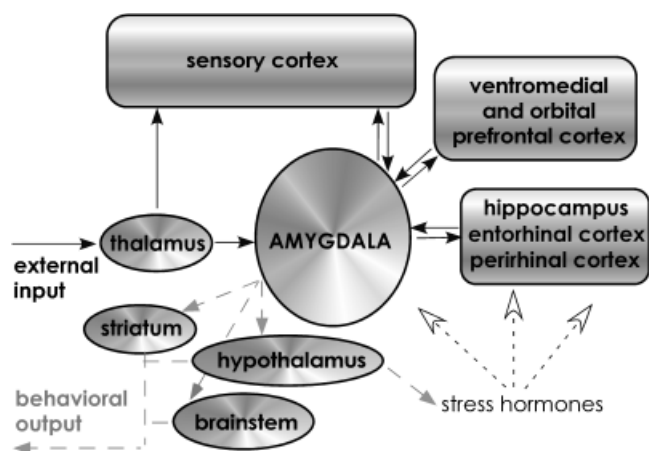 sensory cortex
ventromedial
and orbital
prefrontal cortex
thalamus
AMYGDALA
hippocampus
entorhinal cortex
perirhinal cortex
external
input
striatum
hypothalamus
behavioral
output
brainstem
stress hormones